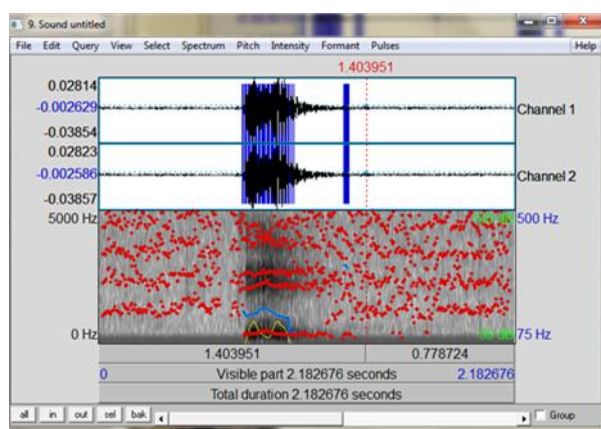 9. Sound untitled
File Edit Query View Select Spectrum Pitch Intensity Formant Pulses Help
1.403951
0.02814
-0.002629 Channel 1
-0.03854
0.02823
-0.002586 Channel 2
-0.03857
5000 Hz 500 Hz
0 Hz 75 Hz
1.403951 0.778724
0 Visible part 2.182676 seconds 2.182676
Total duration 2.182676 seconds
all in out sel bak Group